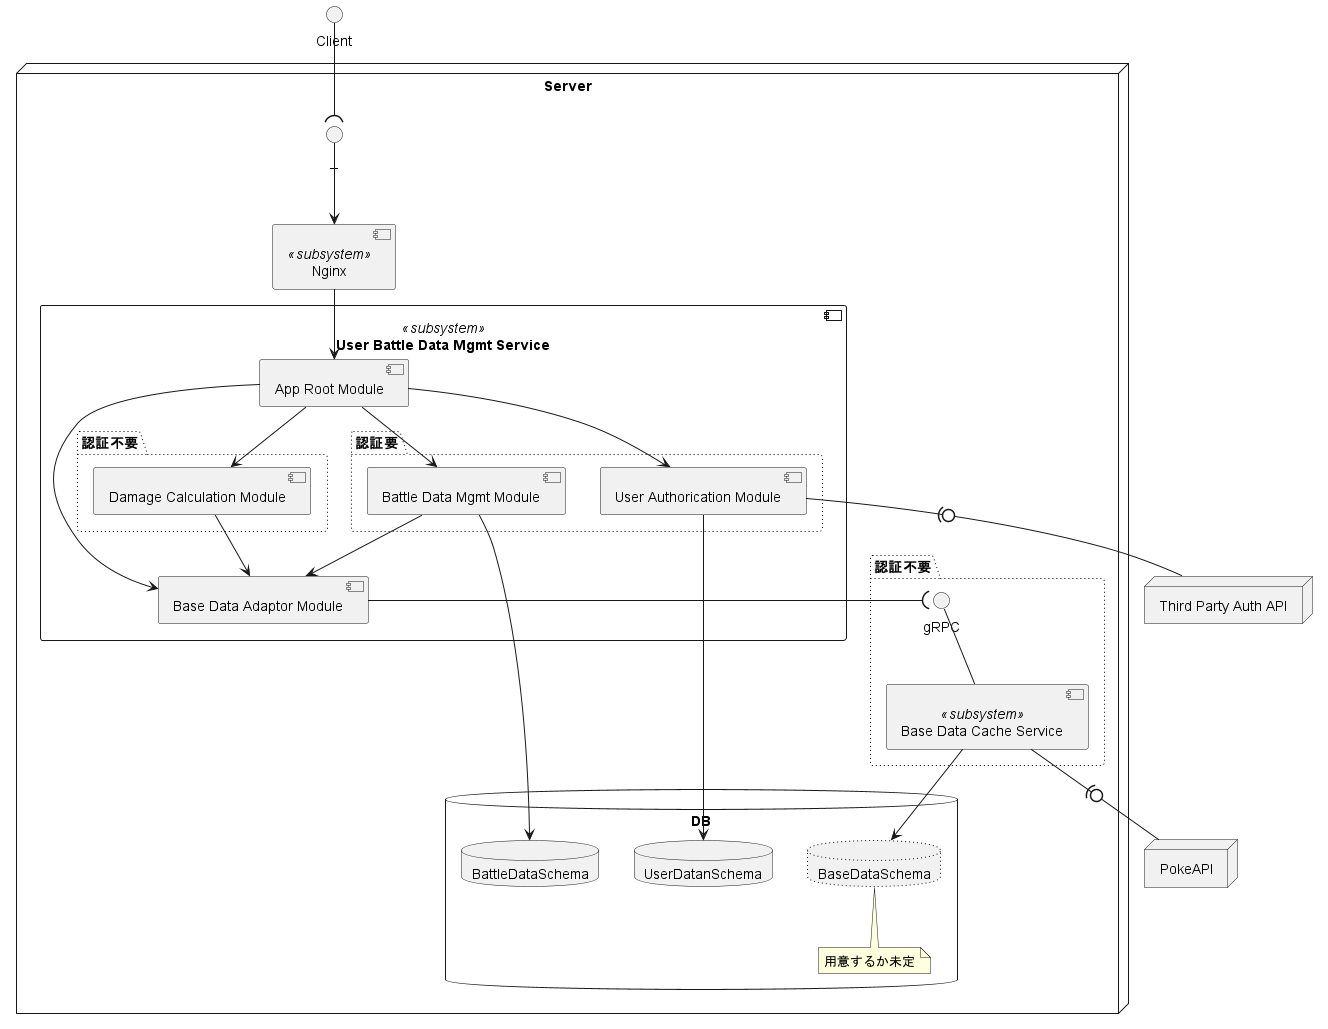 Client
Server
«subsystem»
Nginx
«subsystem»
User Battle Data Mgmt Service
App Root Module
認証不要
認証要
Damage Calculation Module
Battle Data Mgmt Module
User Authorication Module
認証不要
Base Data Adaptor Module
Third Party Auth API
gRPC
«subsystem»
Base Data Cache Service
DB
BattleDataSchema
UserDatanSchema
BaseDataSchema
PokeAPI
用意するか未定